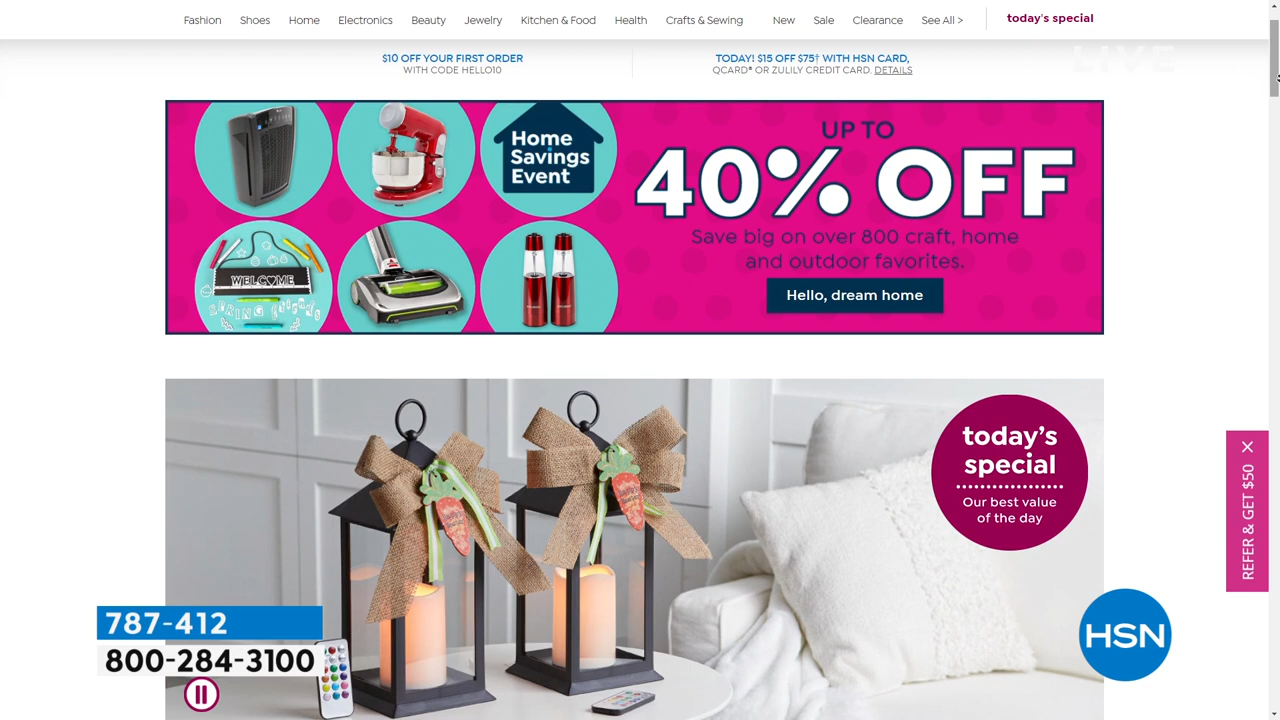 Fashion Shoes Home Electronics Beauty Jewelry Kitchen & Food Health Crafts & Sewing New Sale Clearance See All > today's special
LIVE
$10 OFF YOUR FIRST ORDER
WITH CODE HELLO10
TODAY! $15 OFF $75† WITH HSN CARD,
QCARD® OR ZULILY CREDIT CARD. DETAILS
Home
Savings
Event
WELCOME
UP TO
40% OFF
Save big on over 800 craft, home
and outdoor favorites.
Hello, dream home
today's
special
Our best value
of the day
REFER & GET $50 ✕
787-412
800-284-3100
HSN